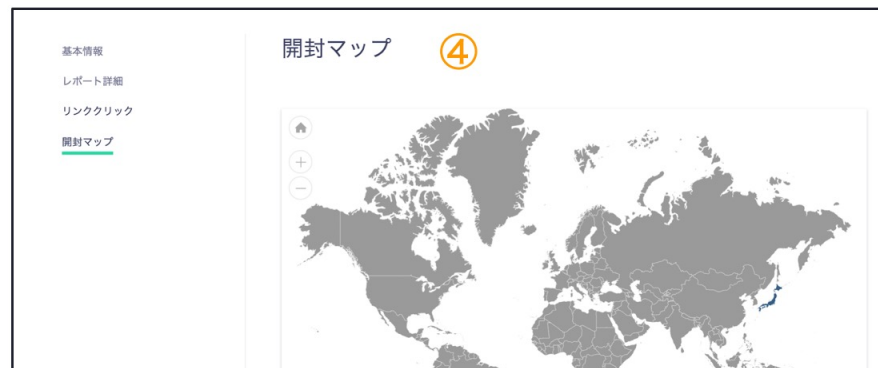 基本情報
レポート詳細
リンククリック
開封マップ
開封マップ ④